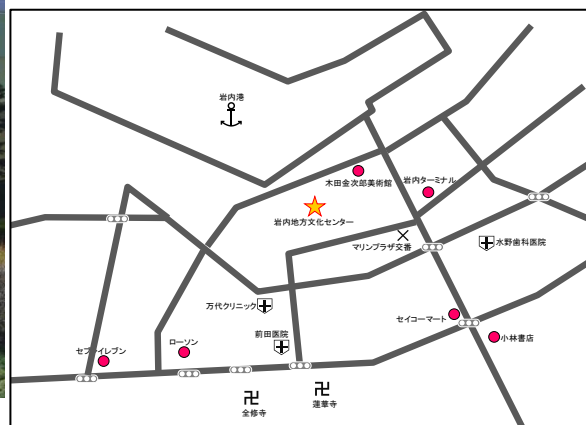 岩内港
木田金次郎美術館
岩内ターミナル
岩内地方文化センター
マリンプラザ交番
水野歯科医院
万代クリニック
セイコーマート
前田医院
小林書店
ローソン
セブンイレブン
全修寺
蓮華寺